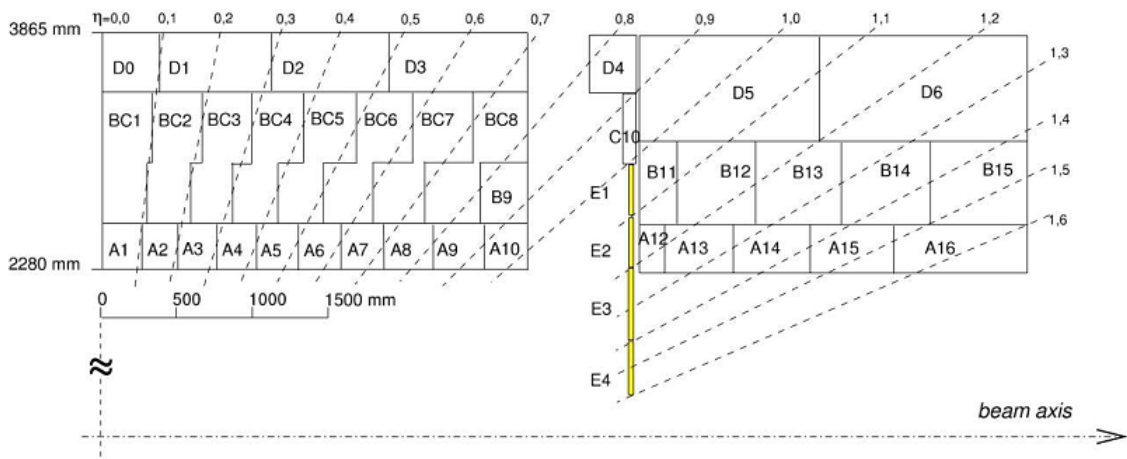 η=0,0 0,1 0,2 0,3 0,4 0,5 0,6 0,7 0,8 0,9 1,0 1,1 1,2
3865 mm
1,3
D0 D1 D2 D3 D4 D5 D6
BC1 BC2 BC3 BC4 BC5 BC6 BC7 BC8 C10
1,4
B9 B11 B12 B13 B14 B15
1,5
E1
1,6
A1 A2 A3 A4 A5 A6 A7 A8 A9 A10 E2 A12 A13 A14 A15 A16
2280 mm
0 500 1000 1500 mm
E3
E4
beam axis